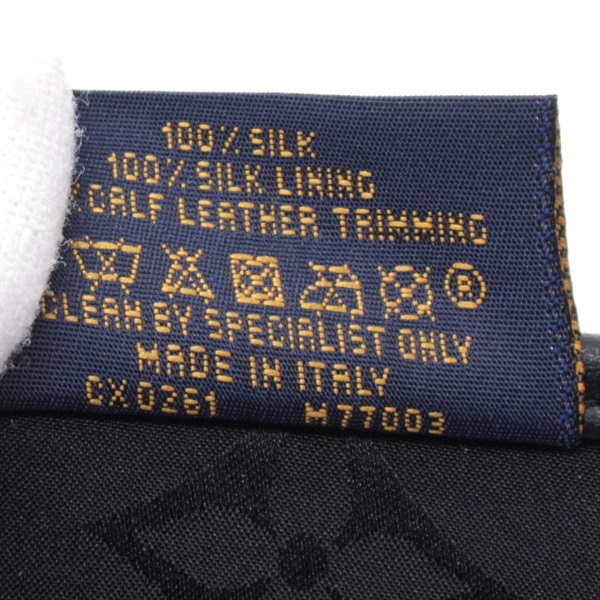 100% SILK
100% SILK LINING
CALF LEATHER TRIMMING
®
CLEAN BY SPECIALIST ONLY
MADE IN ITALY
CX0261 M77003